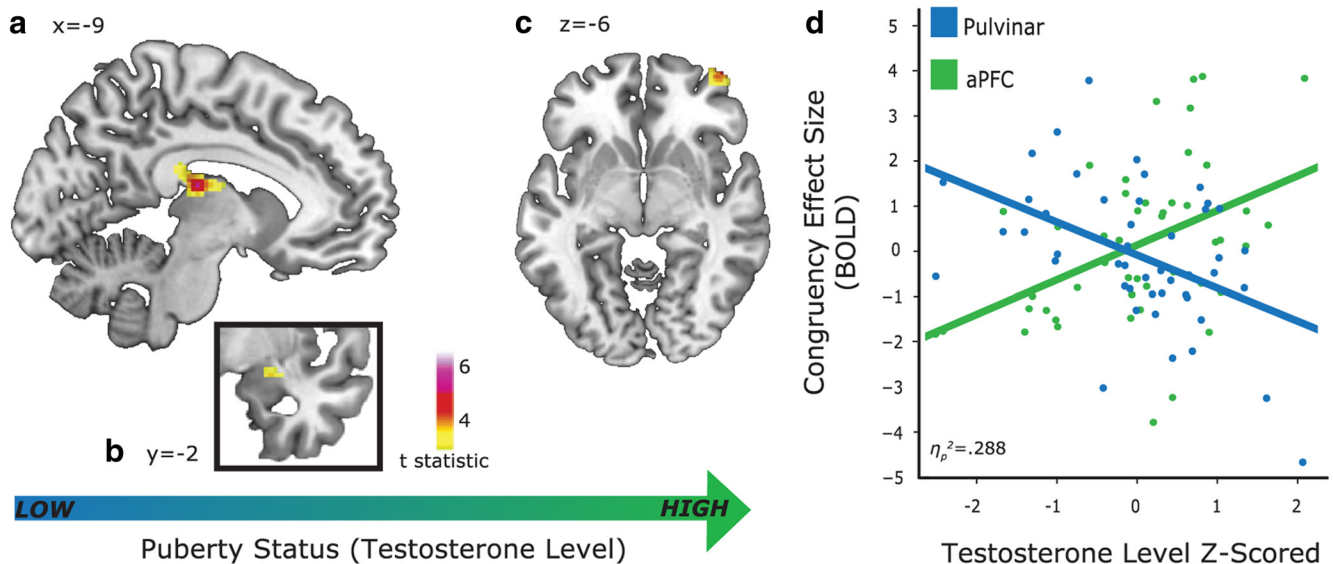 a x=-9
c z=-6
d
5
4
3
2
1
0
−1
−2
−3
−4
−5
Pulvinar
aPFC
Congruency Effect Size
(BOLD)
ηp²=.288
-2 -1 0 1 2
Testosterone Level Z-Scored
6
4
t statistic
b y=-2
LOW HIGH
Puberty Status (Testosterone Level)